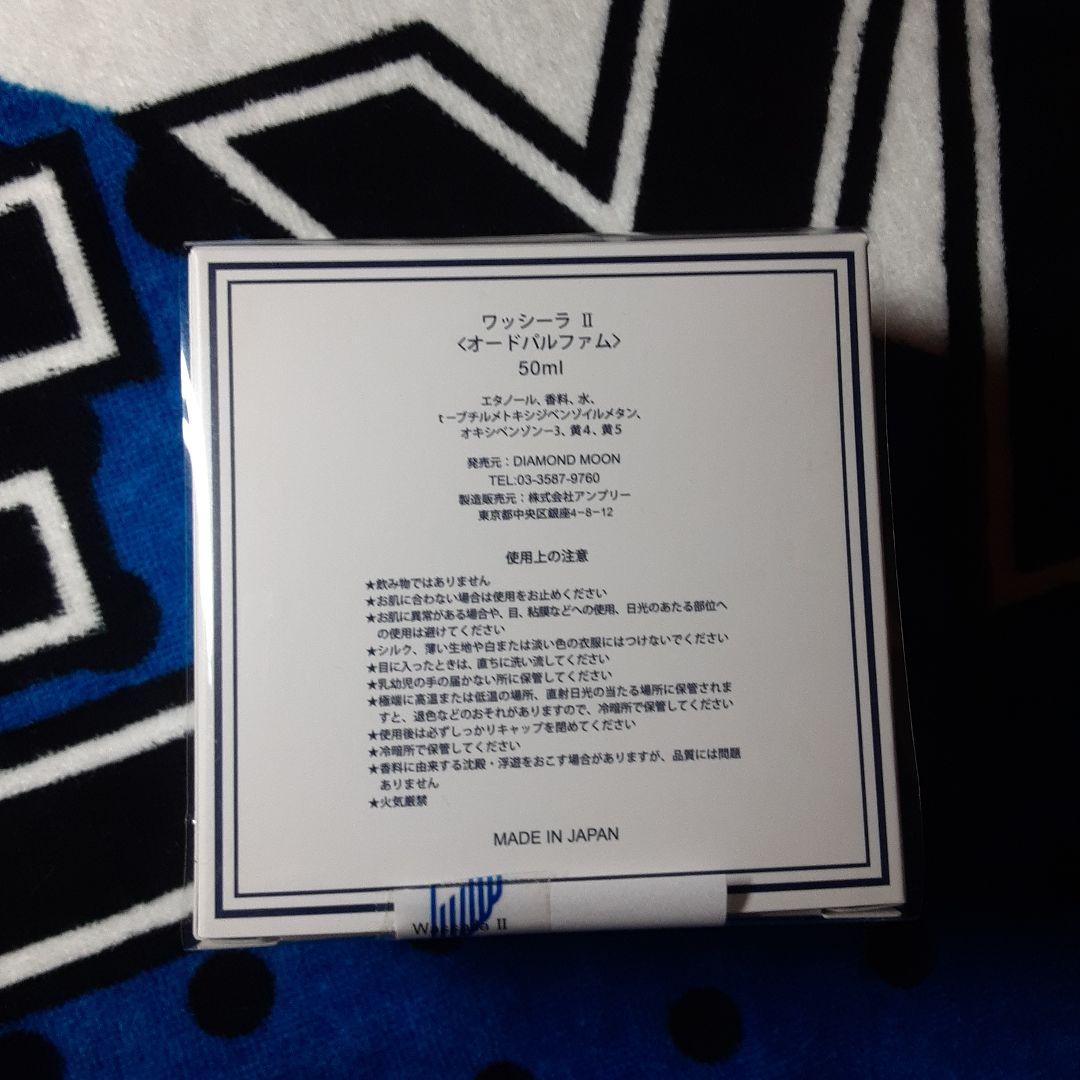 ワッシーラ II
<オードパルファム>
50ml
エタノール、香料、水、
t-ブチルメトキシジベンゾイルメタン、
オキシベンゾン-3、黄4、黄5
発売元：DIAMOND MOON
TEL:03-3587-9760
製造販売元：株式会社アンプリー
東京都中央区銀座4-8-12
使用上の注意
★飲み物ではありません
★お肌に合わない場合は使用をお止めください
★お肌に異常がある場合や、目、粘膜などへの使用、日光のあたる部位へ
の使用は避けてください
★シルク、薄い生地や白または淡い色の衣服にはつけないでください
★目に入ったときは、直ちに洗い流してください
★乳幼児の手の届かない所に保管してください
★極端に高温または低温の場所、直射日光の当たる場所に保管されま
すと、退色などのおそれがありますので、冷暗所で保管してください
★使用後は必ずしっかりキャップを閉めてください
★冷暗所で保管してください
★香料に由来する沈殿・浮遊をおこす場合がありますが、品質には問題
ありません
★火気厳禁
MADE IN JAPAN
II